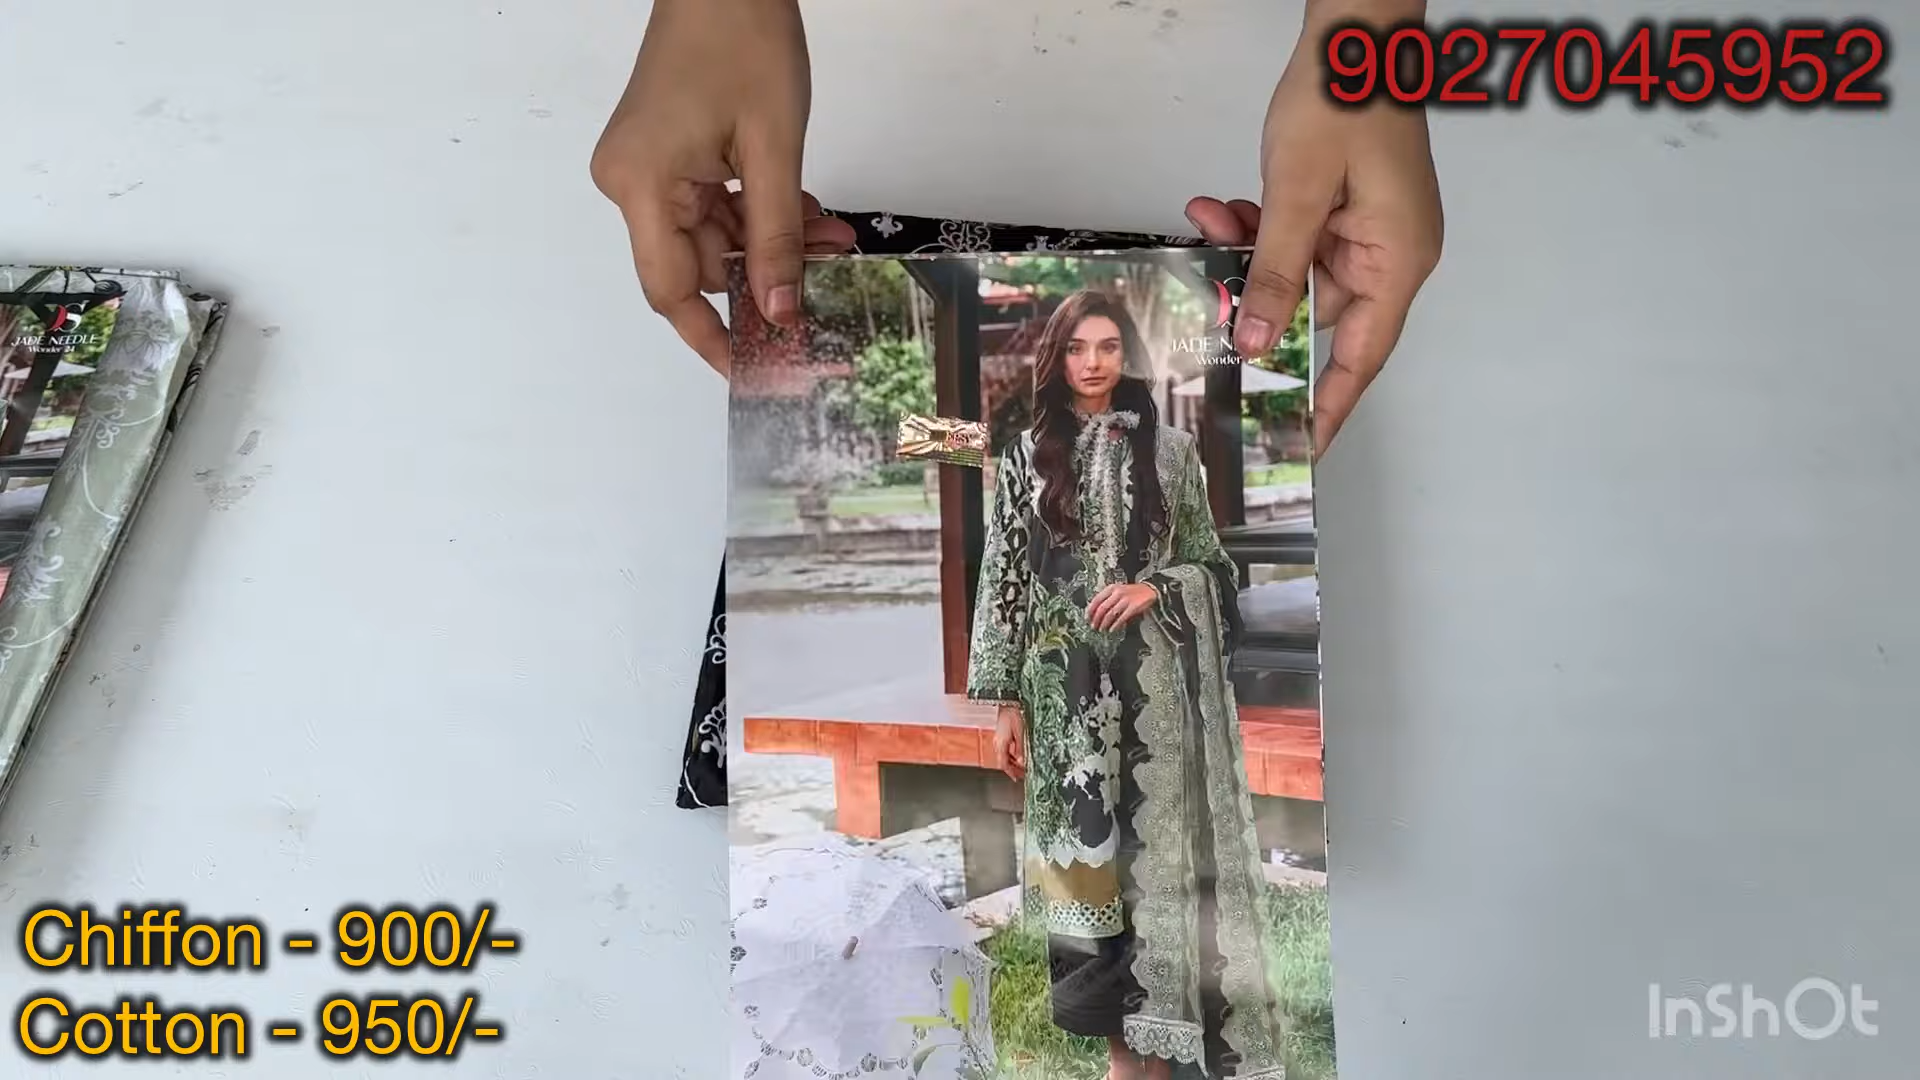 9027045952
JADE NEEDLE
Wonder 24
JADE NEEDLE
Wonder 24
Chiffon - 900/-
Cotton - 950/-
InShOt